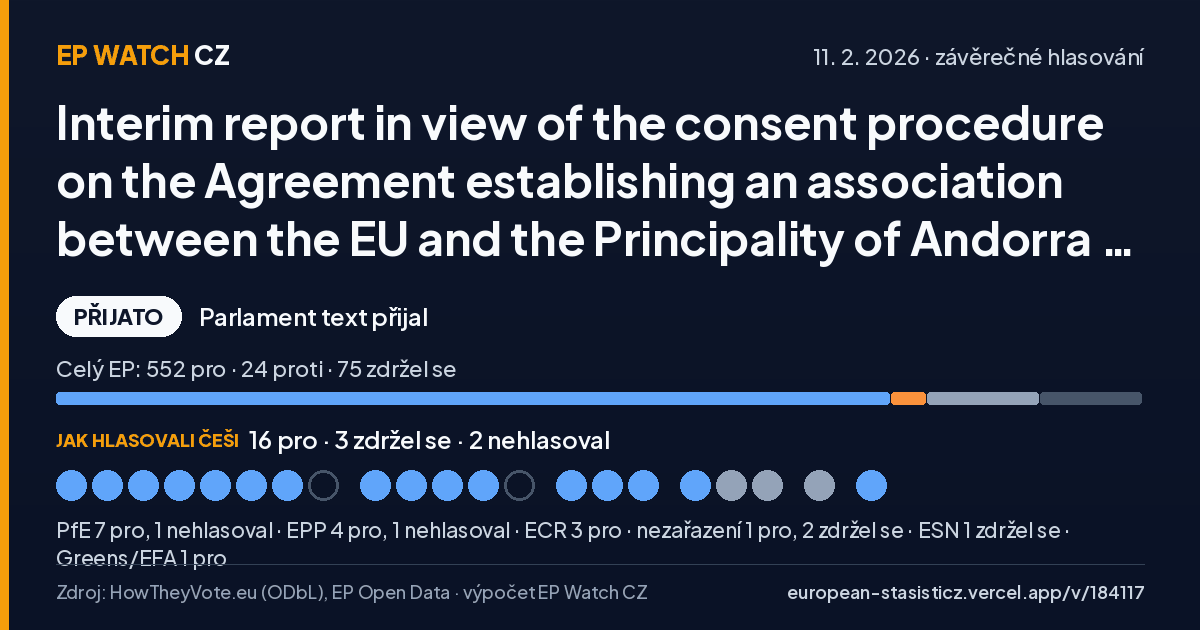 EP WATCH CZ
11. 2. 2026 · závěrečné hlasování
Interim report in view of the consent procedure
on the Agreement establishing an association
between the EU and the Principality of Andorra ...
PŘIJATO Parlament text přijal
Celý EP: 552 pro · 24 proti · 75 zdržel se
JAK HLASOVALI ČEŠI 16 pro · 3 zdržel se · 2 nehlasoval
PfE 7 pro, 1 nehlasoval · EPP 4 pro, 1 nehlasoval · ECR 3 pro · nezařazení 1 pro, 2 zdržel se · ESN 1 zdržel se ·
Greens/EFA 1 pro
Zdroj: HowTheyVote.eu (ODbL), EP Open Data · výpočet EP Watch CZ
european-stasisticz.vercel.app/v/184117